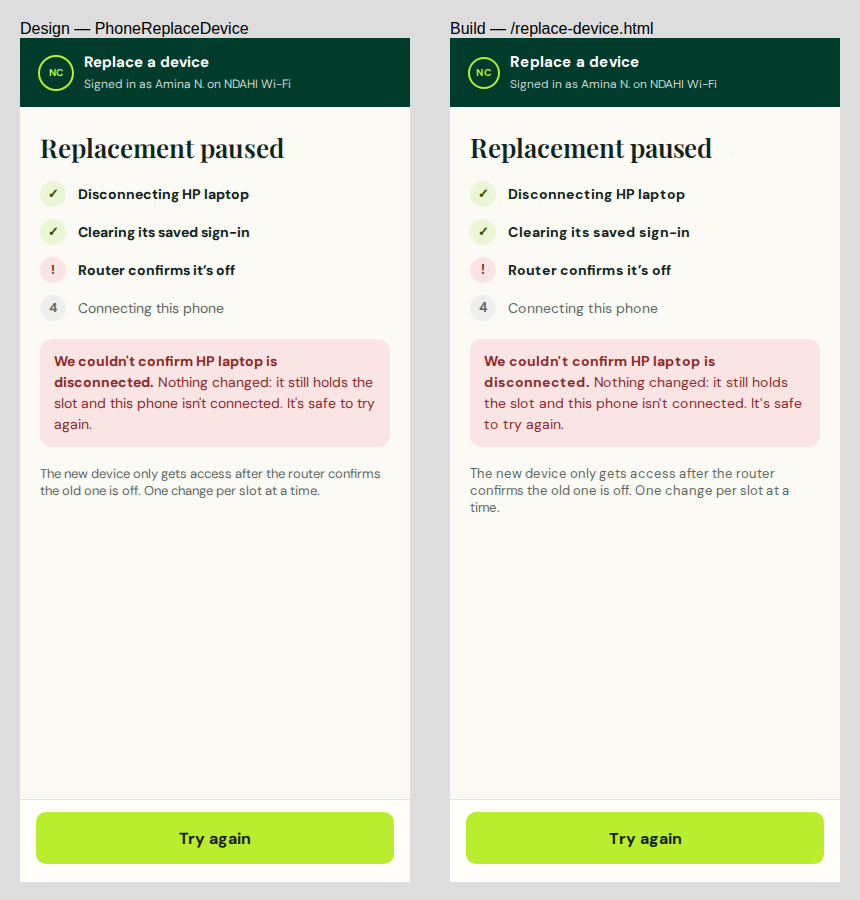 Design — PhoneReplaceDevice
NC
Replace a device
Signed in as Amina N. on NDAHI Wi-Fi
Replacement paused
✓ Disconnecting HP laptop
✓ Clearing its saved sign-in
! Router confirms it’s off
4 Connecting this phone
We couldn't confirm HP laptop is
disconnected. Nothing changed: it still holds the
slot and this phone isn't connected. It's safe to try
again.
The new device only gets access after the router confirms
the old one is off. One change per slot at a time.
Try again
Build — /replace-device.html
NC
Replace a device
Signed in as Amina N. on NDAHI Wi-Fi
Replacement paused
✓ Disconnecting HP laptop
✓ Clearing its saved sign-in
! Router confirms it’s off
4 Connecting this phone
We couldn't confirm HP laptop is
disconnected. Nothing changed: it still holds
the slot and this phone isn't connected. It's safe
to try again.
The new device only gets access after the router
confirms the old one is off. One change per slot at a
time.
Try again